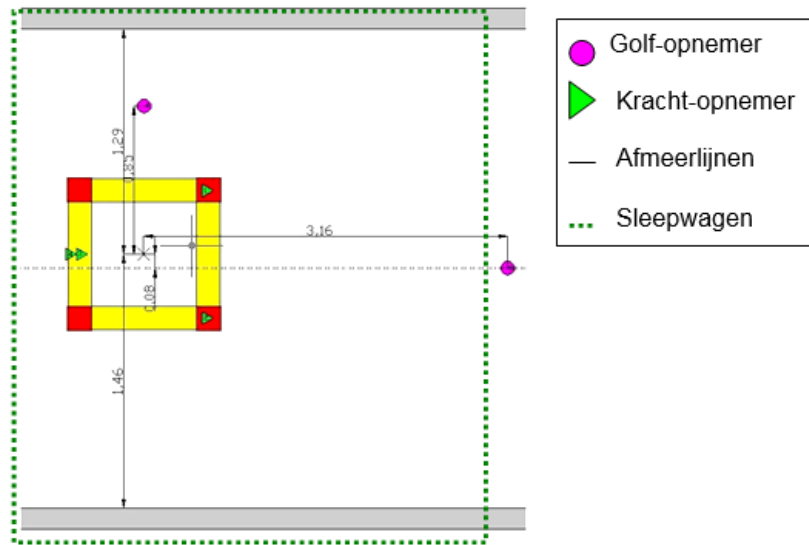 Golf-opnemer
Kracht-opnemer
Afmeerlijnen
Sleepwagen
1.29
0.85
3.16
0.08
1.46